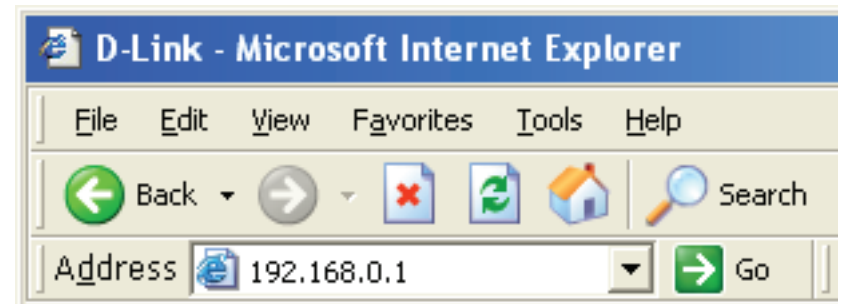 D-Link - Microsoft Internet Explorer
File Edit View Favorites Tools Help
Back Search
Address 192.168.0.1 Go